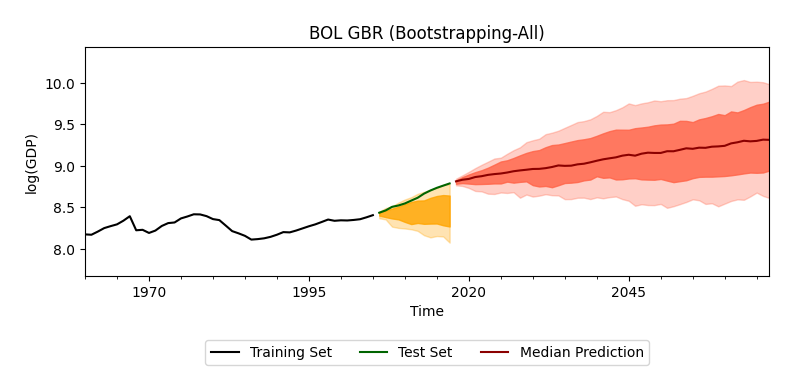 BOL GBR (Bootstrapping-All)
10.0
9.5
9.0
8.5
8.0
log(GDP)
1970 1995 2020 2045
Time
Training Set Test Set Median Prediction